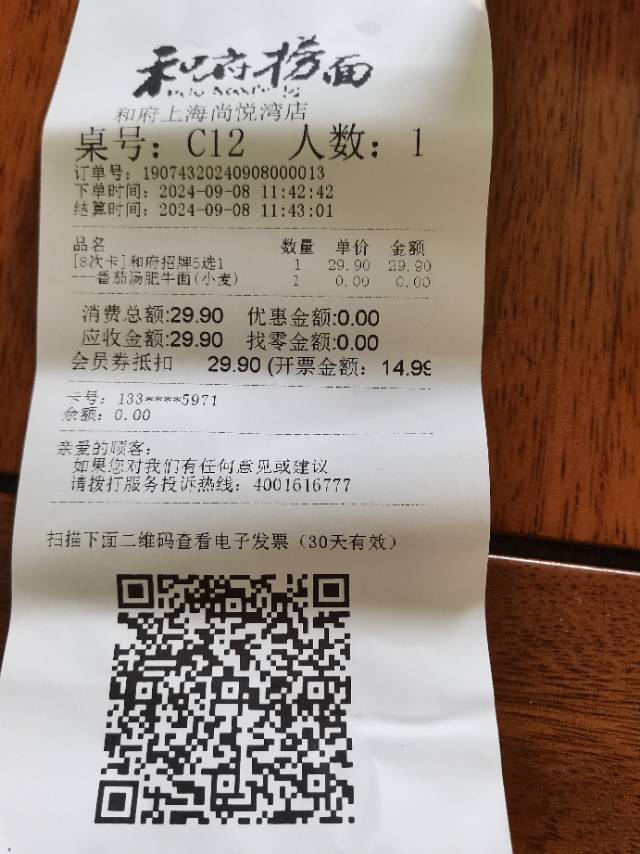 和府捞面
和府上海尚悦湾店
桌号：C12 人数：1
订单号：19074320240908000013
下单时间：2024-09-08 11:42:42
结算时间：2024-09-08 11:43:01
品名 数量 单价 金额
[8次卡]和府招牌5选1 1 29.90 29.90
---番茄汤肥牛面(小麦) 1 0.00 0.00
消费总额:29.90 优惠金额:0.00
应收金额:29.90 找零金额:0.00
会员券抵扣 29.90 (开票金额：14.99
卡号：133****5971
余额：0.00
亲爱的顾客：
如果您对我们有任何意见或建议
请拨打服务投诉热线：4001616777
扫描下面二维码查看电子发票（30天有效）